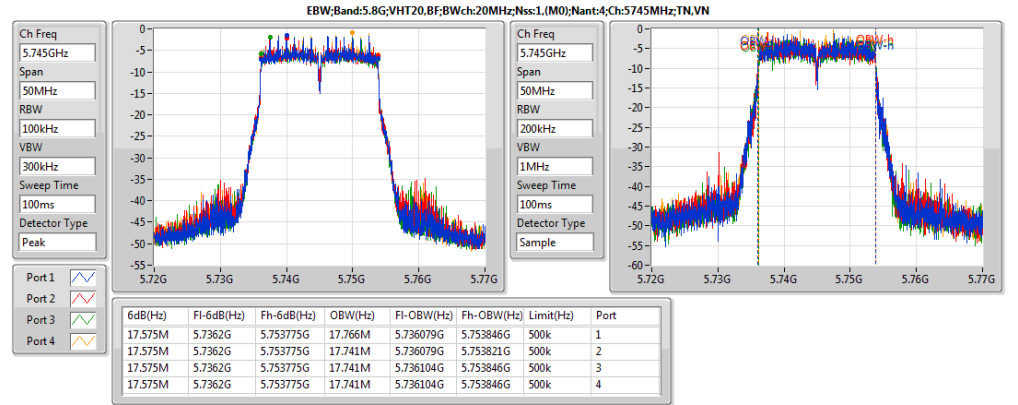 EBW;Band:5.8G;VHT20,BF;BWch:20MHz;Nss:1,(M0);Nant:4;Ch:5745MHz;TN,VN
Ch Freq
5.745GHz
Span
50MHz
RBW
100kHz
VBW
300kHz
Sweep Time
100ms
Detector Type
Peak
0-
-5-
-10-
-15-
-20-
-25-
-30-
-35-
-40-
-45-
-50-
-55-
5.72G 5.73G 5.74G 5.75G 5.76G 5.77G
Ch Freq
5.745GHz
Span
50MHz
RBW
200kHz
VBW
1MHz
Sweep Time
100ms
Detector Type
Sample
0-
-5-
-10-
-15-
-20-
-25-
-30-
-35-
-40-
-45-
-50-
-55-
-60-
OBW-h
OBW-h
5.72G 5.73G 5.74G 5.75G 5.76G 5.77G
Port 1
Port 2
Port 3
Port 4
6dB(Hz) Fl-6dB(Hz) Fh-6dB(Hz) OBW(Hz) Fl-OBW(Hz) Fh-OBW(Hz) Limit(Hz) Port
17.575M 5.7362G 5.753775G 17.766M 5.736079G 5.753846G 500k 1
17.575M 5.7362G 5.753775G 17.741M 5.736079G 5.753821G 500k 2
17.575M 5.7362G 5.753775G 17.741M 5.736104G 5.753846G 500k 3
17.575M 5.7362G 5.753775G 17.741M 5.736104G 5.753846G 500k 4